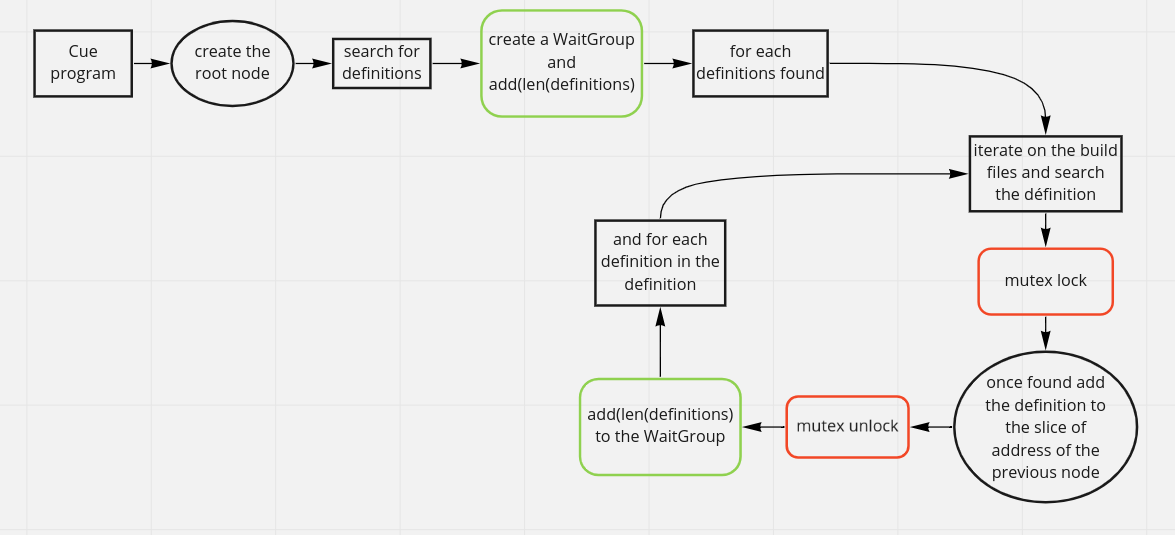 Cue
program
create the
root node
search for
definitions
create a WaitGroup
and
add(len(definitions)
for each
definitions found
iterate on the build
files and search
the définition
mutex lock
once found add
the definition to
the slice of
address of the
previous node
mutex unlock
add(len(definitions)
to the WaitGroup
and for each
definition in the
definition